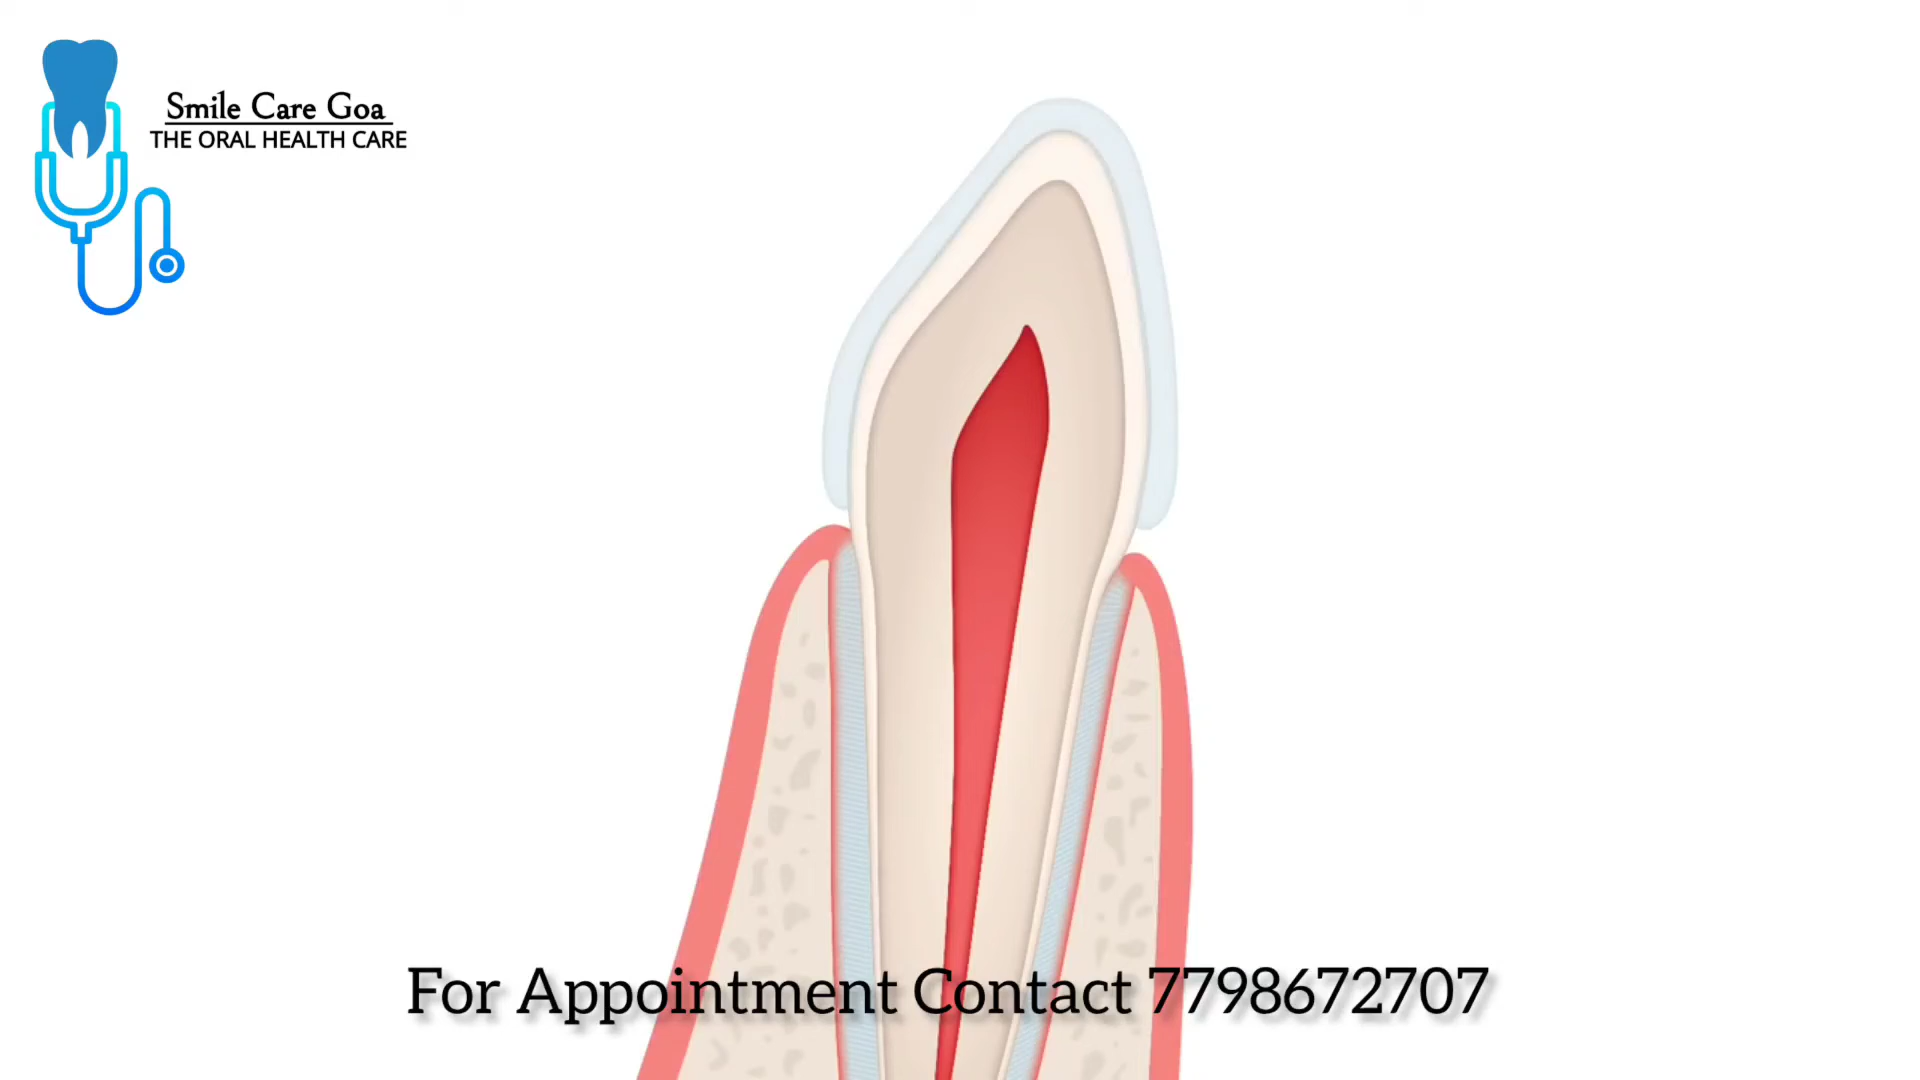 Smile Care Goa
THE ORAL HEALTH CARE
For Appointment Contact 7798672707